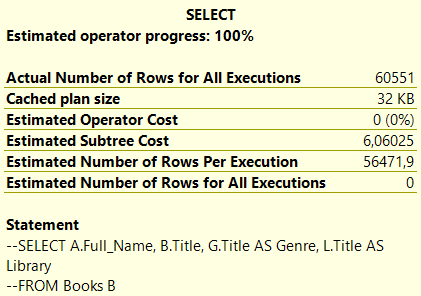 SELECT
Estimated operator progress: 100%
Actual Number of Rows for All Executions 60551
Cached plan size 32 KB
Estimated Operator Cost 0 (0%)
Estimated Subtree Cost 6,06025
Estimated Number of Rows Per Execution 56471,9
Estimated Number of Rows for All Executions 0
Statement
--SELECT A.Full_Name, B.Title, G.Title AS Genre, L.Title AS
Library
--FROM Books B